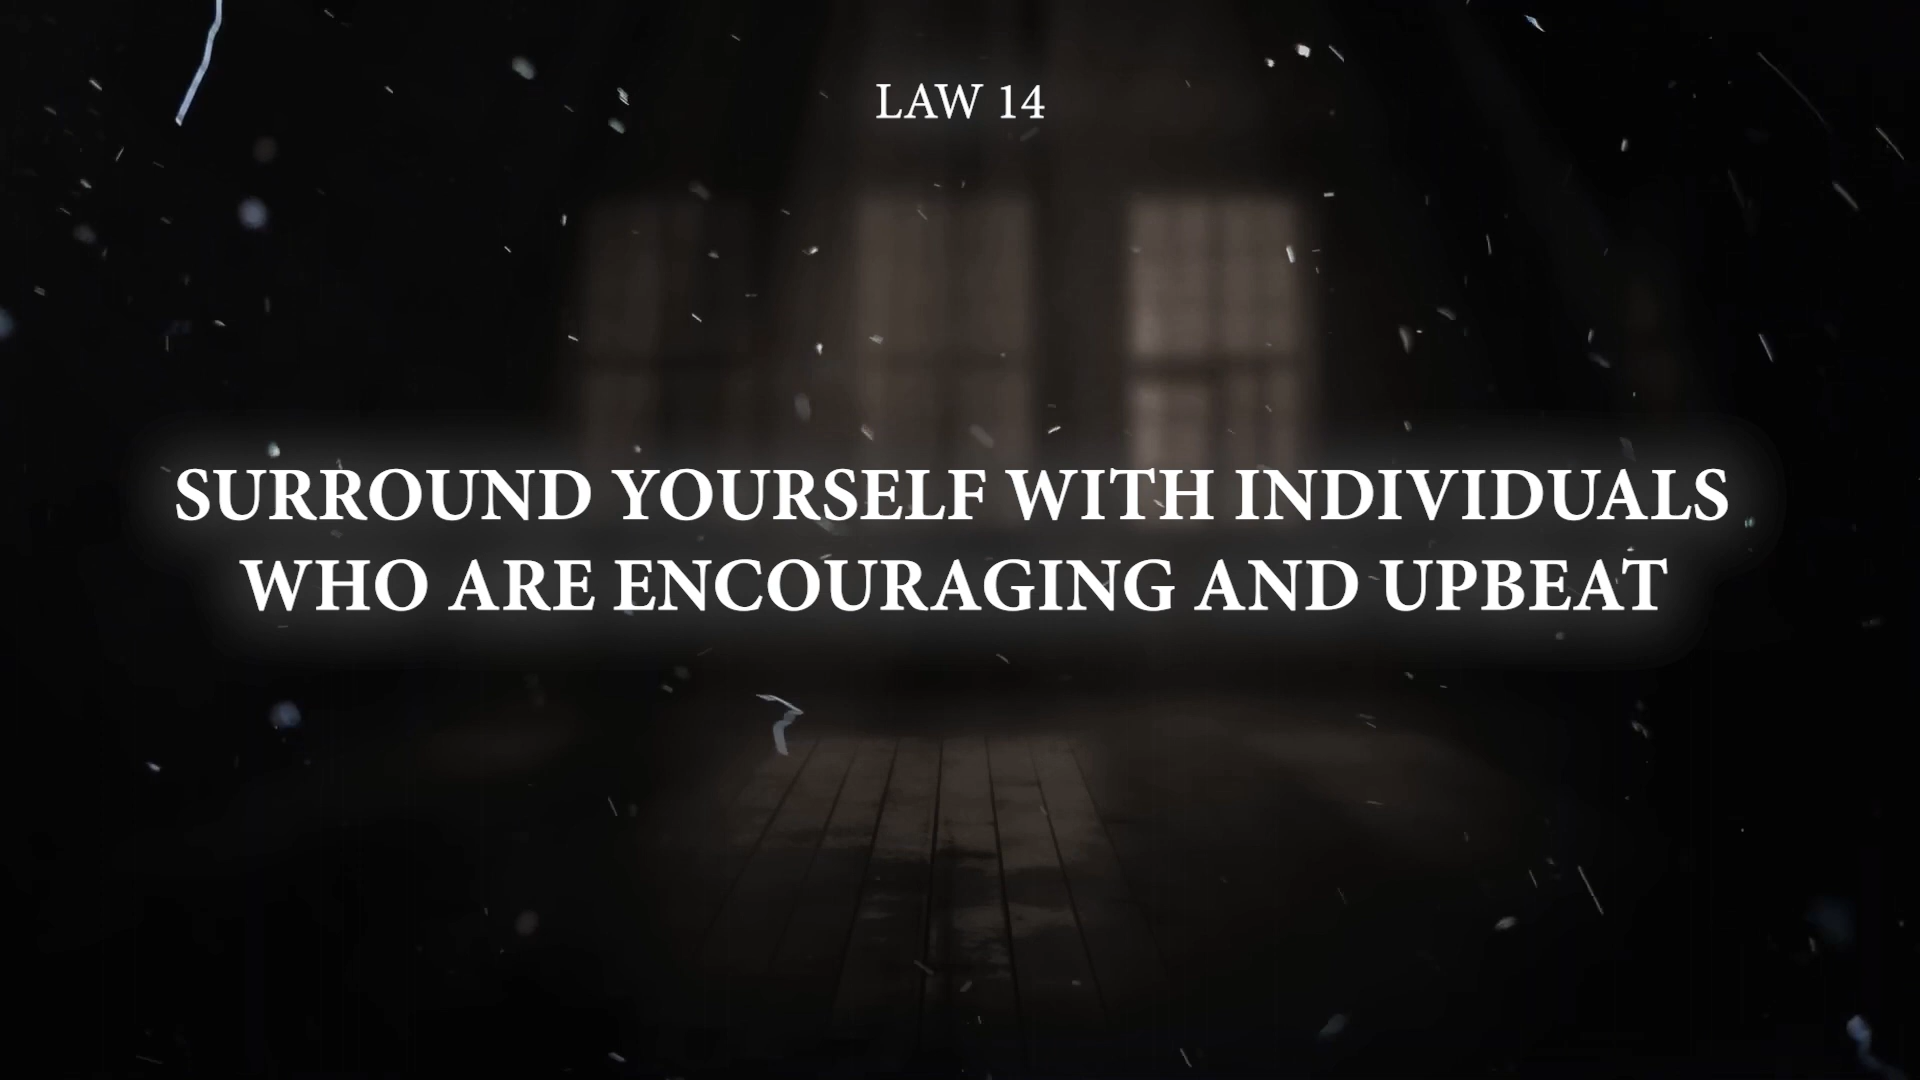 LAW 14
SURROUND YOURSELF WITH INDIVIDUALS
WHO ARE ENCOURAGING AND UPBEAT